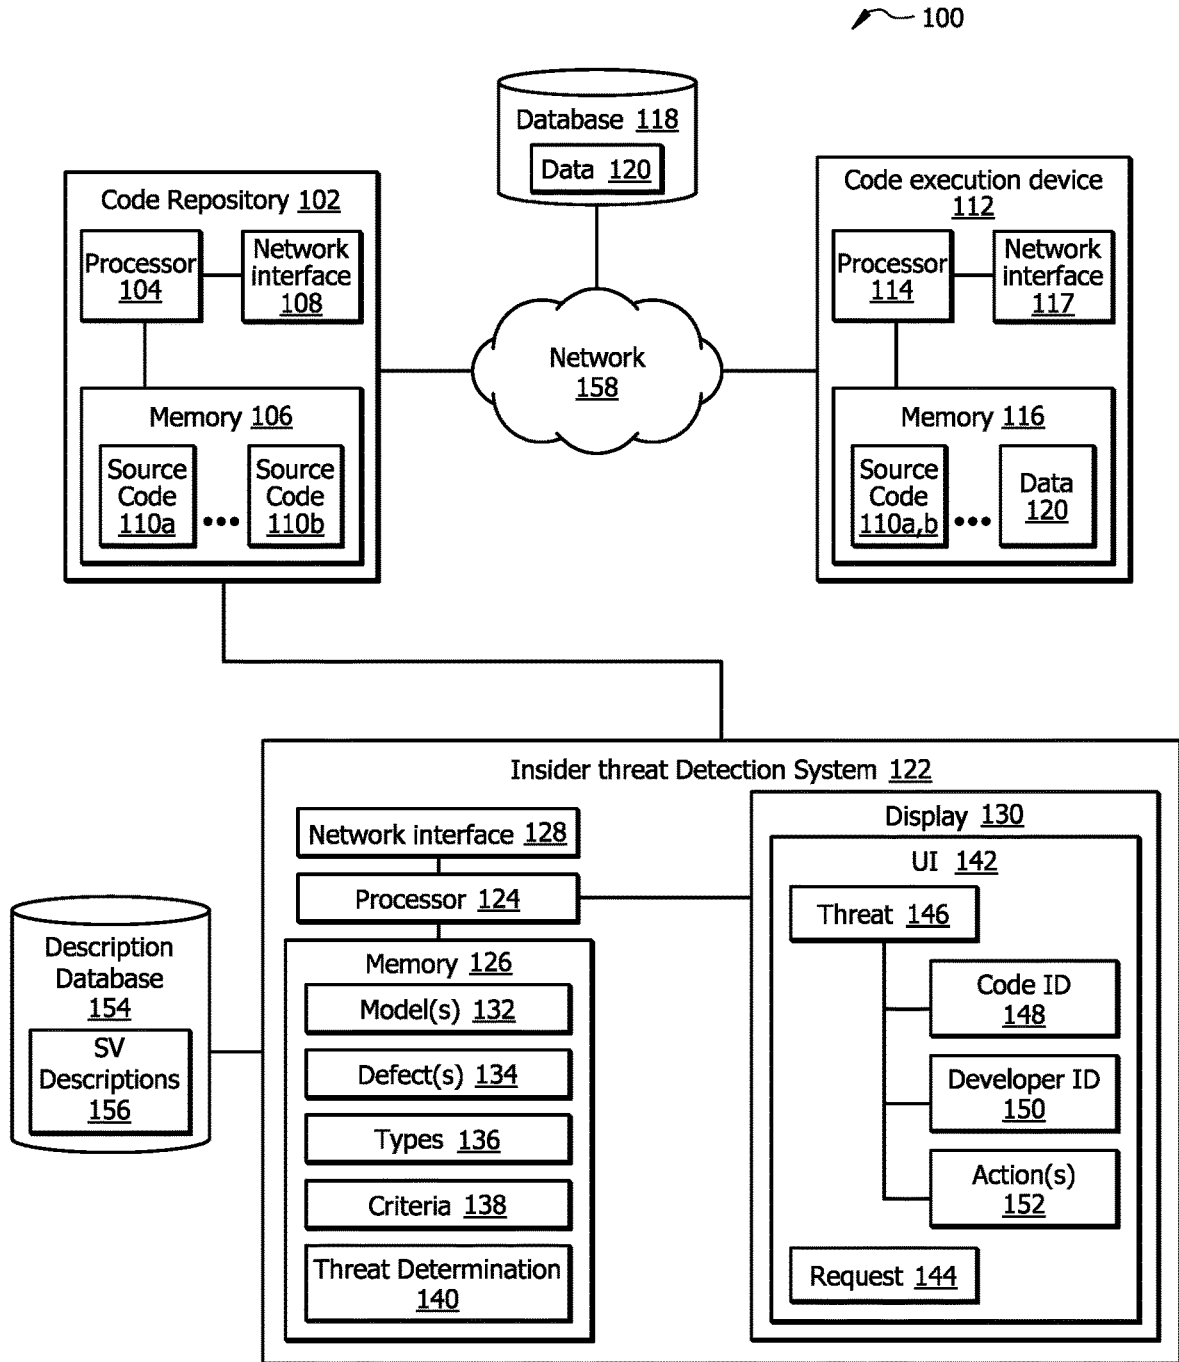 100
Database 118
Data 120
Code Repository 102
Processor
104
Network
interface
108
Memory 106
Source
Code
110a
•••
Source
Code
110b
Network
158
Code execution device
112
Processor
114
Network
interface
117
Memory 116
Source
Code
110a,b
•••
Data
120
Insider threat Detection System 122
Network interface 128
Processor 124
Memory 126
Model(s) 132
Defect(s) 134
Types 136
Criteria 138
Threat Determination
140
Display 130
UI 142
Threat 146
Code ID
148
Developer ID
150
Action(s)
152
Request 144
Description
Database
154
SV
Descriptions
156